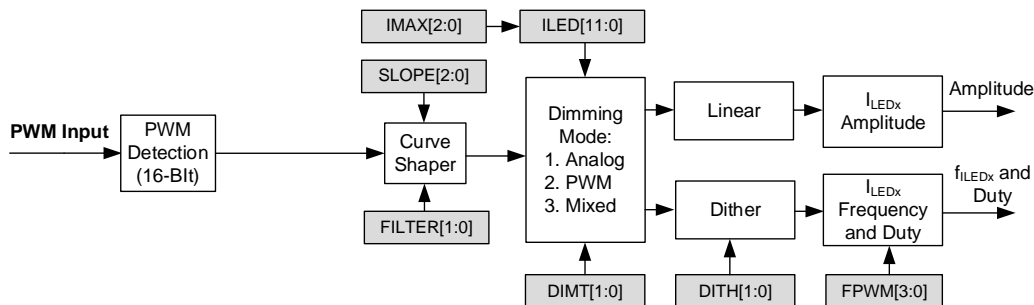 IMAX[2:0]
ILED[11:0]
SLOPE[2:0]
PWM Input
PWM
Detection
(16-BIt)
Curve
Shaper
FILTER[1:0]
Dimming
Mode:
1. Analog
2. PWM
3. Mixed
DIMT[1:0]
Linear
ILEDx
Amplitude
Amplitude
Dither
DITH[1:0]
ILEDx
Frequency
and Duty
FPWM[3:0]
fILEDx and
Duty